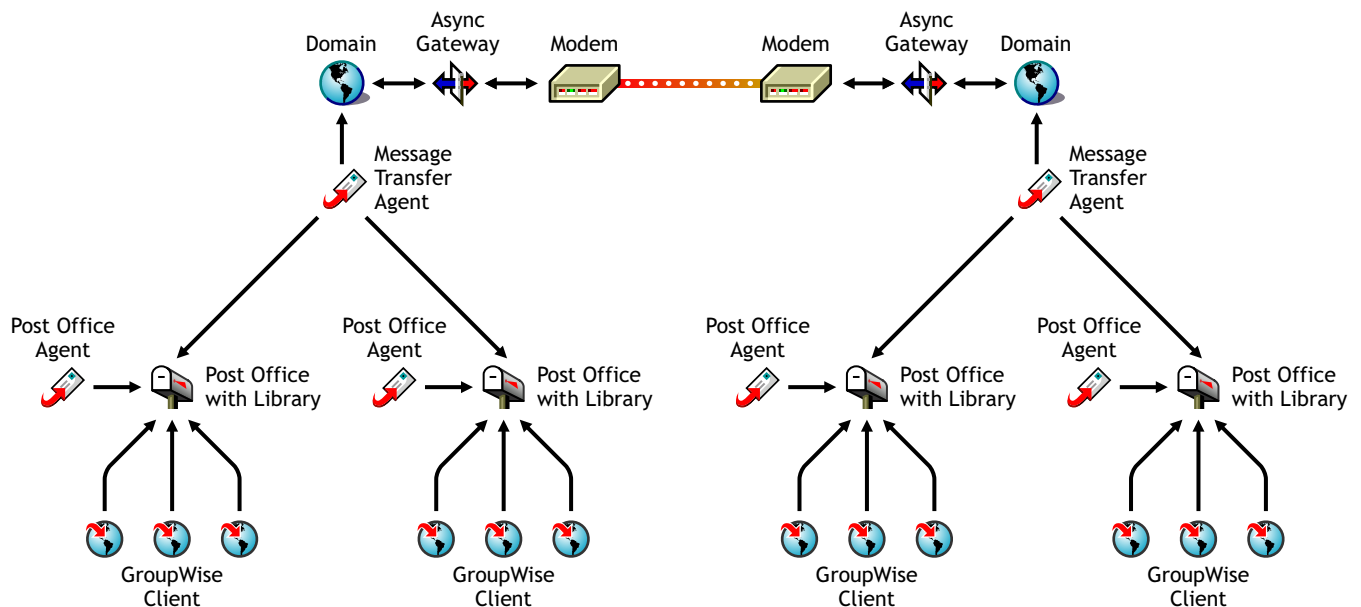 Domain
Async
Gateway
Modem
Modem
Async
Gateway
Domain
Message
Transfer
Agent
Message
Transfer
Agent
Post Office
Agent
Post Office
with Library
Post Office
Agent
Post Office
with Library
Post Office
Agent
Post Office
with Library
Post Office
Agent
Post Office
with Library
GroupWise
Client
GroupWise
Client
GroupWise
Client
GroupWise
Client